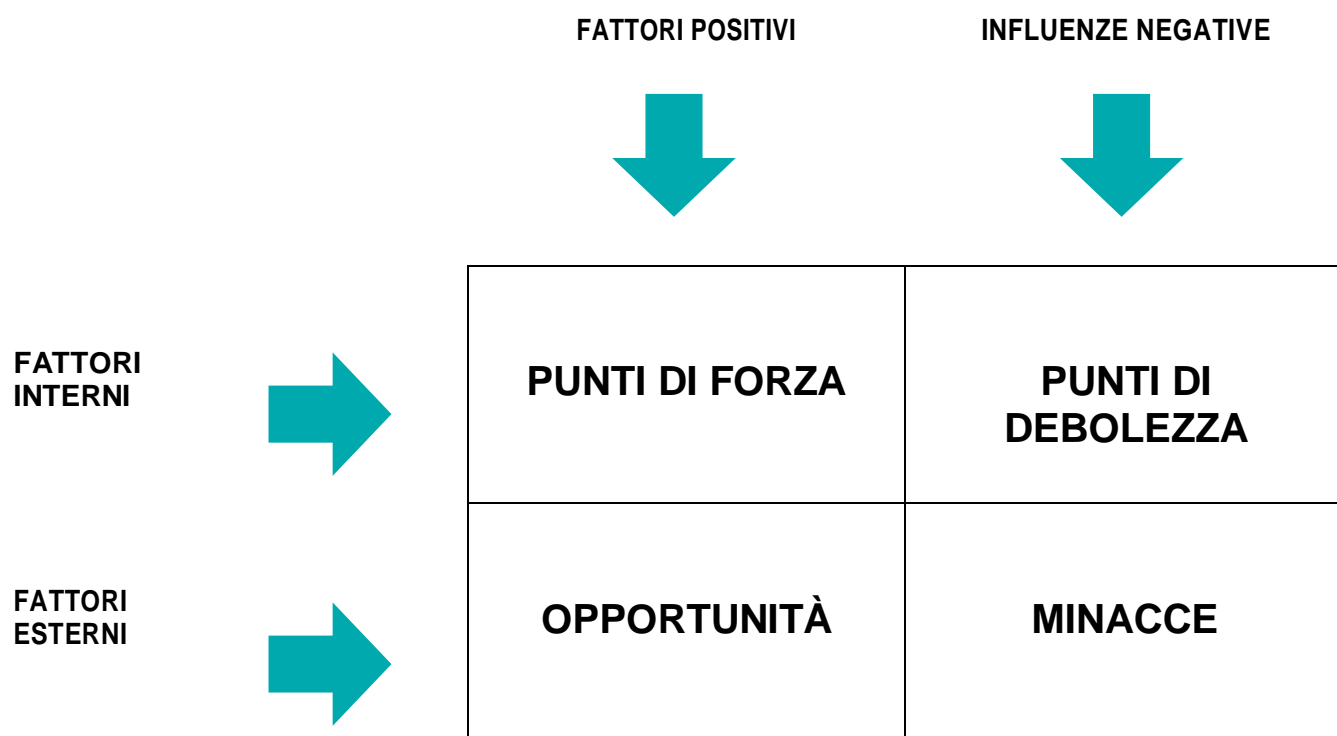 FATTORI POSITIVI
INFLUENZE NEGATIVE
FATTORI
INTERNI
PUNTI DI FORZA
PUNTI DI
DEBOLEZZA
FATTORI
ESTERNI
OPPORTUNITÀ
MINACCE